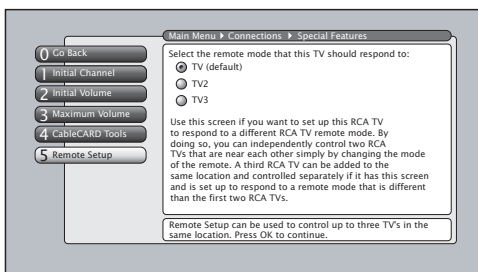 Main Menu ▶ Connections ▶ Special Features
0 Go Back
1 Initial Channel
2 Initial Volume
3 Maximum Volume
4 CableCARD Tools
5 Remote Setup
Select the remote mode that this TV should respond to:
TV (default)
TV2
TV3
Use this screen if you want to set up this RCA TV
to respond to a different RCA TV remote mode. By
doing so, you can independently control two RCA
TVs that are near each other simply by changing the mode
of the remote. A third RCA TV can be added to the
same location and controlled separately if it has this screen
and is set up to respond to a remote mode that is different
than the first two RCA TVs.
Remote Setup can be used to control up to three TV's in the
same location. Press OK to continue.